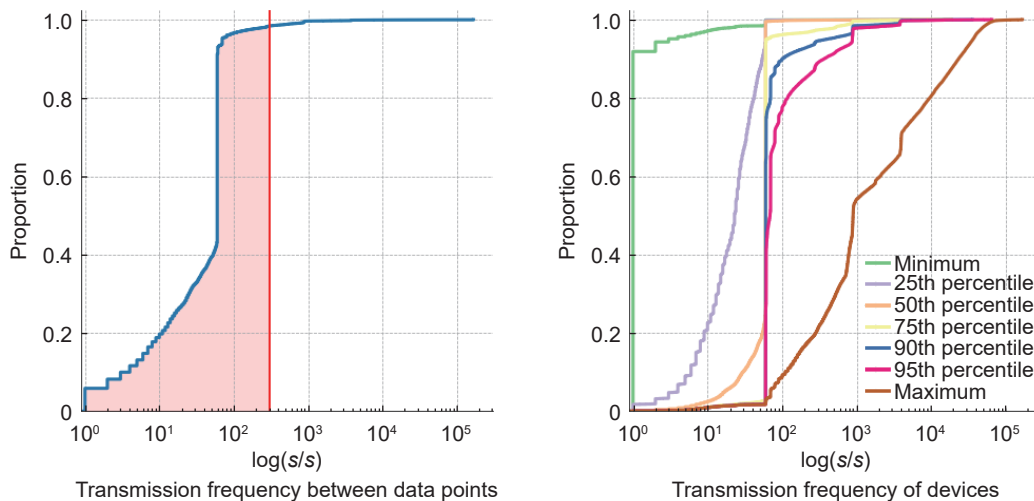 1.0
0.8
0.6
0.4
0.2
0
Proportion
10⁰ 10¹ 10² 10³ 10⁴ 10⁵
log(s/s)
Transmission frequency between data points
1.0
0.8
0.6
0.4
0.2
0
Proportion
Minimum
25th percentile
50th percentile
75th percentile
90th percentile
95th percentile
Maximum
10⁰ 10¹ 10² 10³ 10⁴ 10⁵
log(s/s)
Transmission frequency of devices